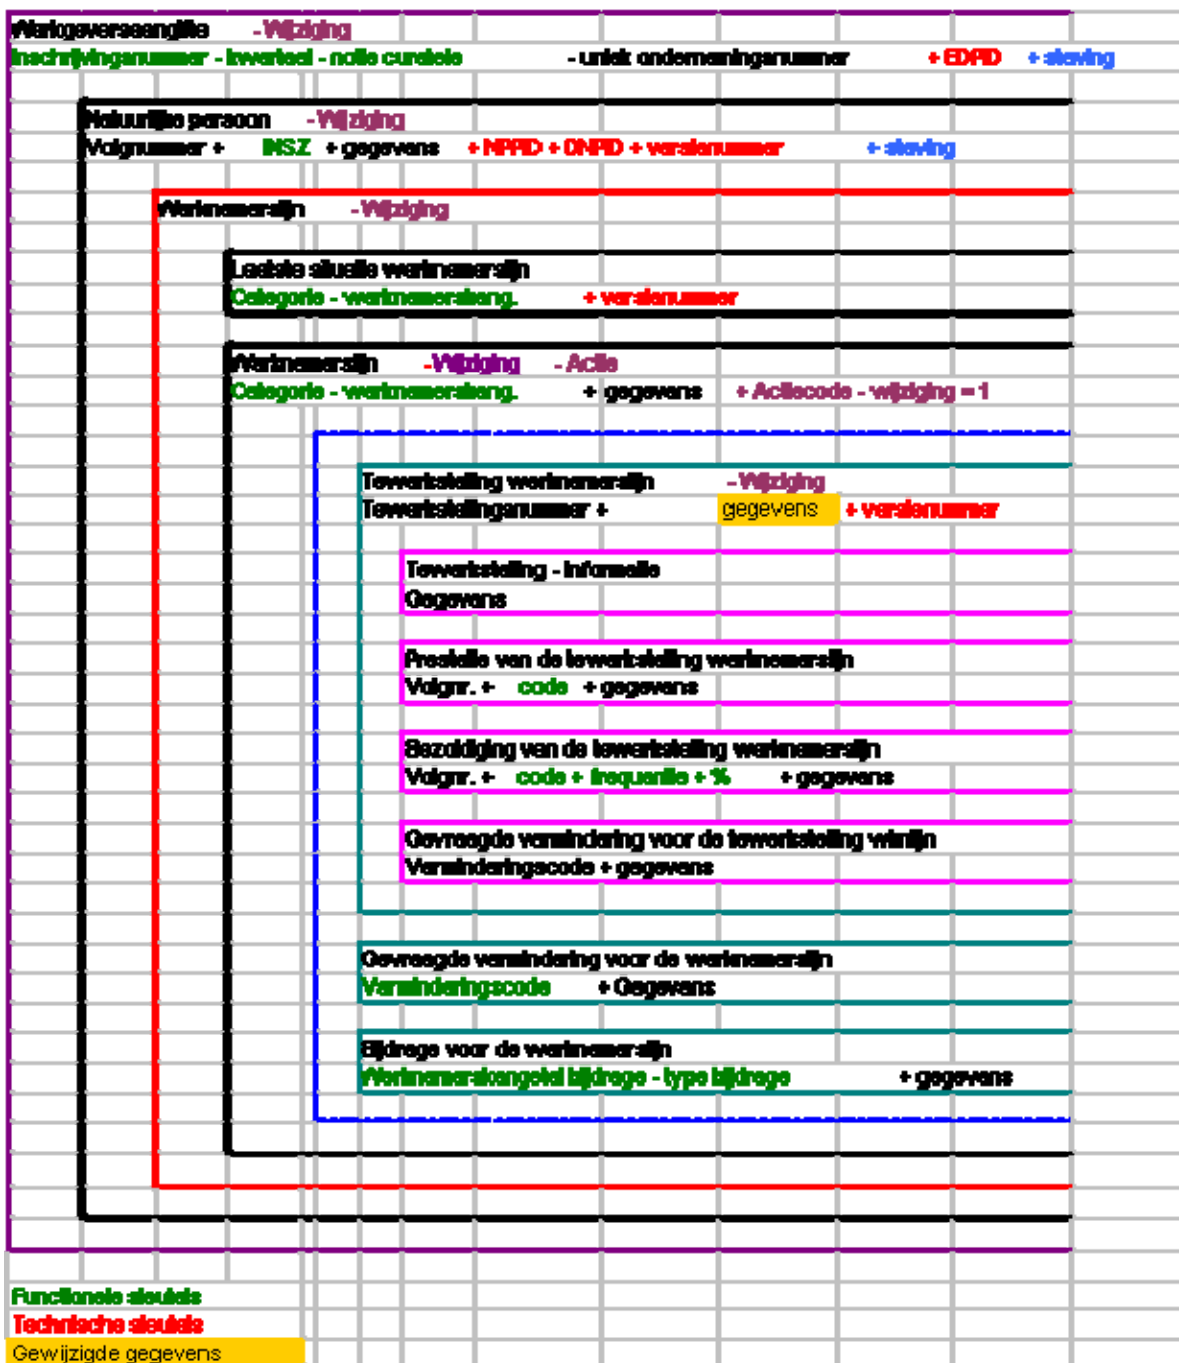 Werkgeversaangifte - Wijziging
Inschrijvingsnummer - kwartaal - notie curatele - uniek ondernemingsnummer + EDPID + staving
Natuurlijke persoon - Wijziging
Volgnummer + INSZ + gegevens + NPPID + DNPID + versienummer + staving
Werknemerslijn - Wijziging
Laatste situatie werknemerslijn
Categorie - werknemerskeng. + versienummer
Werknemerslijn - Wijziging - Actie
Categorie - werknemerskeng. + gegevens + Actiecode - wijziging = 1
Tewerkstelling werknemerslijn - Wijziging
Tewerkstellingsnummer + gegevens + versienummer
Tewerkstelling - Informatie
Gegevens
Prestatie van de tewerkstelling werknemerslijn
Volgnr. + code + gegevens
Bezoldiging van de tewerkstelling werknemerslijn
Volgnr. + code + frequentie + % + gegevens
Gevraagde vermindering voor de tewerkstelling wkmlijn
Verminderingscode + gegevens
Gevraagde vermindering voor de werknemerslijn
Verminderingscode + Gegevens
Bijdrage voor de werknemerslijn
Werknemerskengetal bijdrage - type bijdrage + gegevens
Functionele sleutels
Technische sleutels
Gewijzigde gegevens